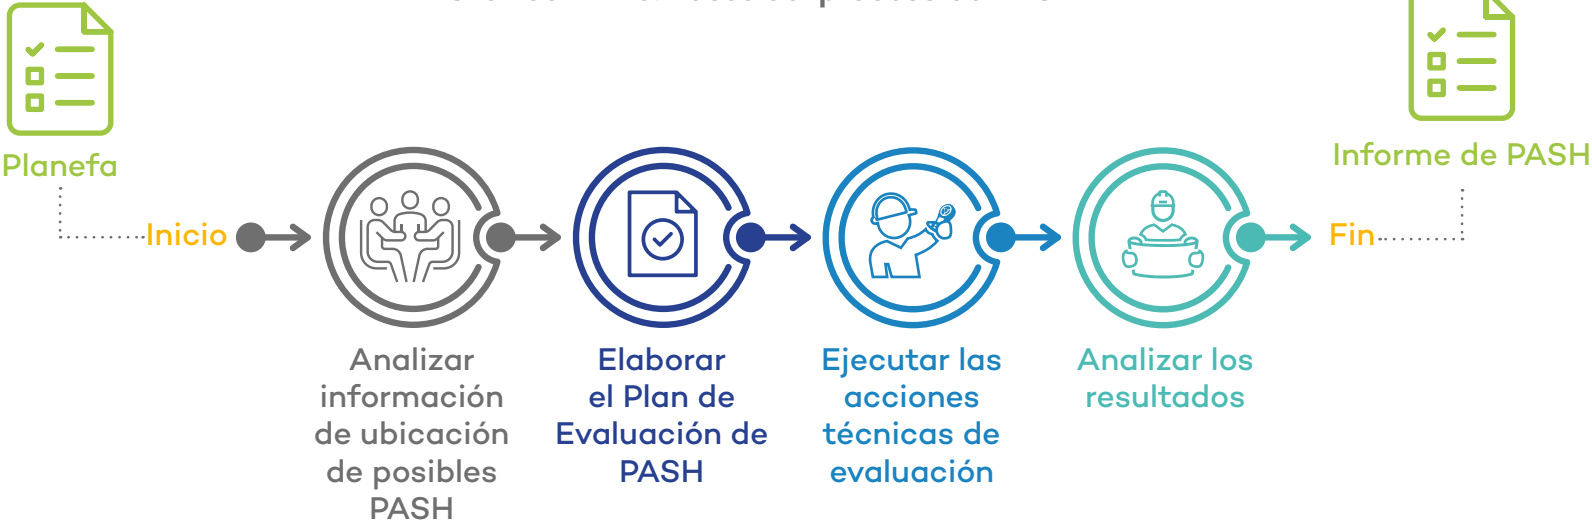 Planefa
Inicio
Analizar
información
de ubicación
de posibles
PASH
Elaborar
el Plan de
Evaluación de
PASH
Ejecutar las
acciones
técnicas de
evaluación
Analizar los
resultados
Fin
Informe de PASH